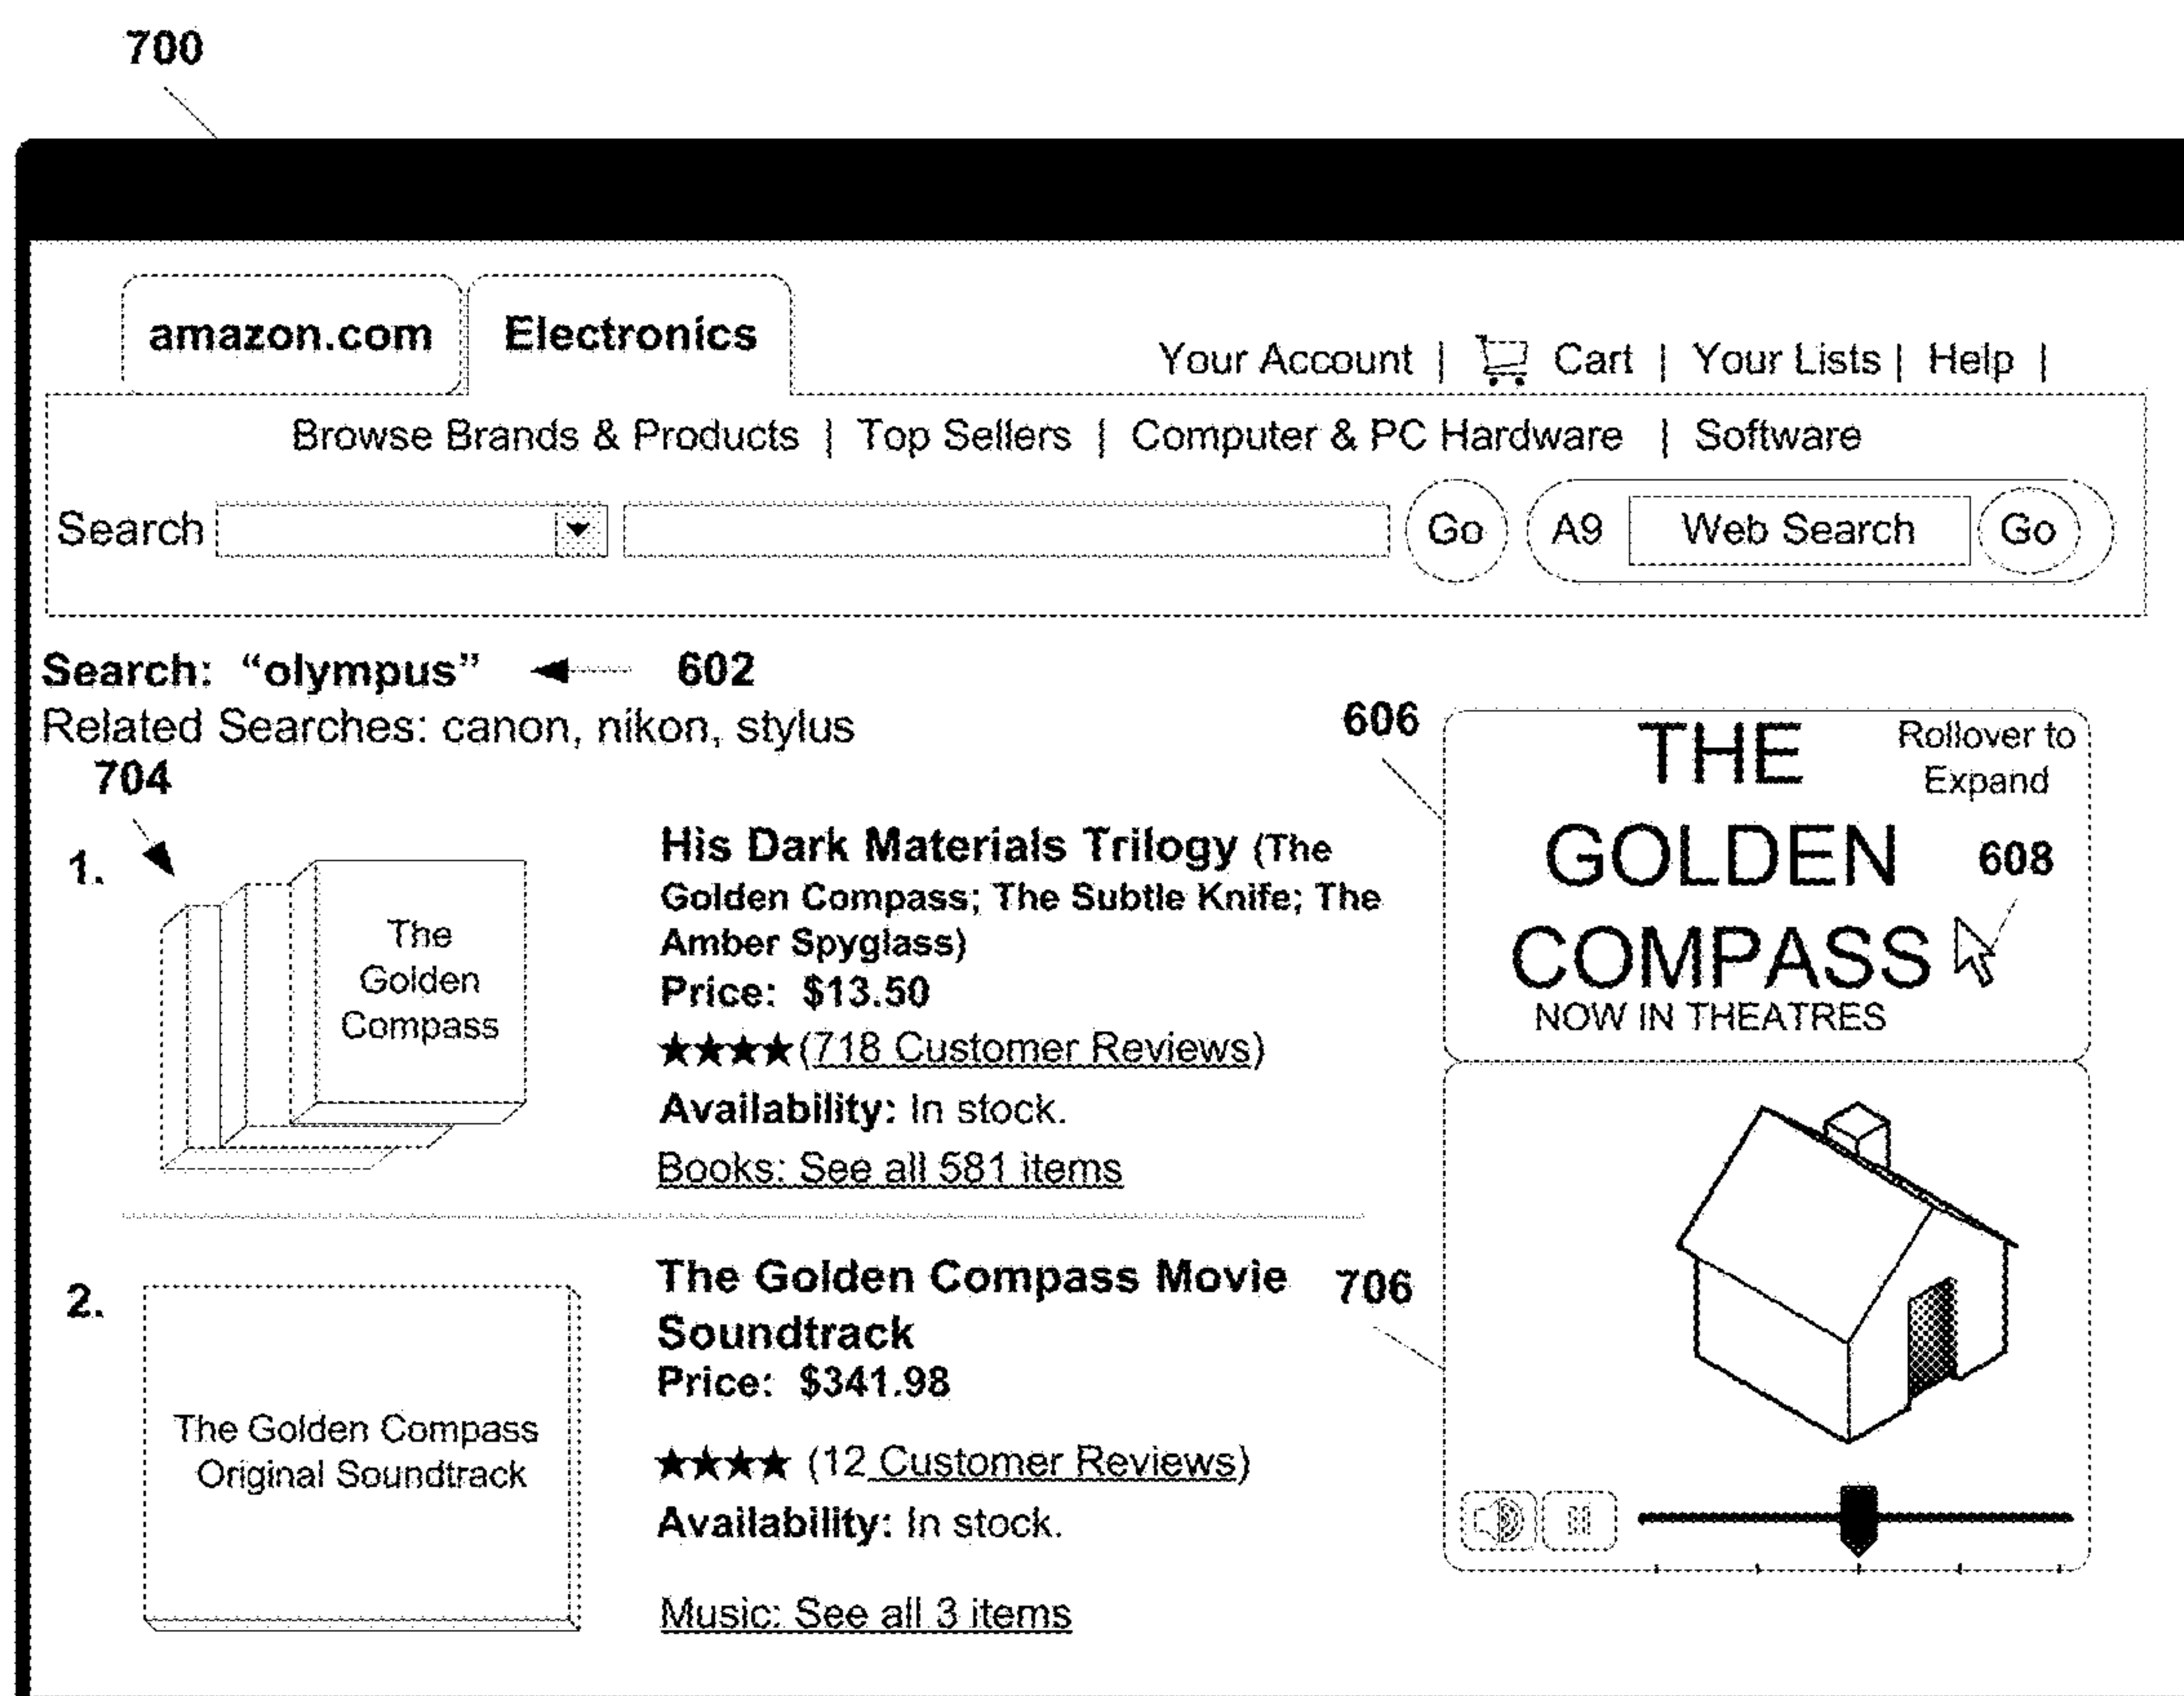 700
amazon.com Electronics
Your Account | Cart | Your Lists | Help |
Browse Brands & Products | Top Sellers | Computer & PC Hardware | Software
Search Go A9 Web Search Go
Search: “olympus” 602
Related Searches: canon, nikon, stylus
704
1.
The
Golden
Compass
His Dark Materials Trilogy (The
Golden Compass; The Subtle Knife; The
Amber Spyglass)
Price: $13.50
★★★★(718 Customer Reviews)
Availability: In stock.
Books: See all 581 items
606
THE
GOLDEN
COMPASS
NOW IN THEATRES
Rollover to
Expand
608
2.
The Golden Compass
Original Soundtrack
The Golden Compass Movie
Soundtrack
Price: $341.98
★★★★ (12 Customer Reviews)
Availability: In stock.
Music: See all 3 items
706